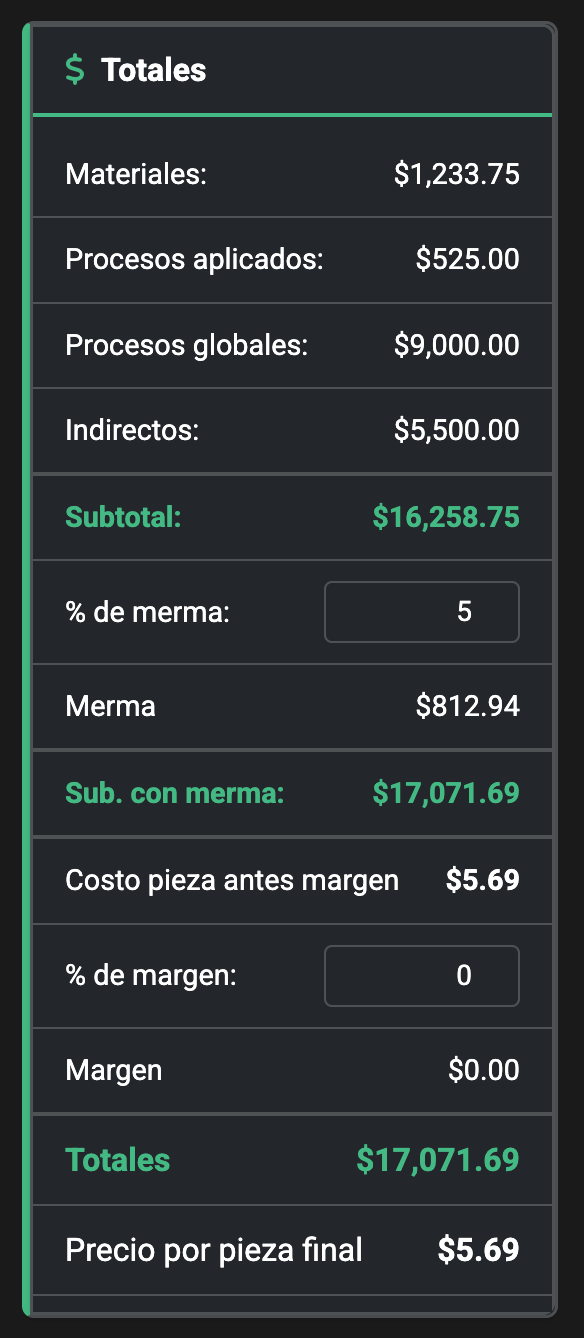 $ Totales
Materiales: $1,233.75
Procesos aplicados: $525.00
Procesos globales: $9,000.00
Indirectos: $5,500.00
Subtotal: $16,258.75
% de merma: 5
Merma $812.94
Sub. con merma: $17,071.69
Costo pieza antes margen $5.69
% de margen: 0
Margen $0.00
Totales $17,071.69
Precio por pieza final $5.69